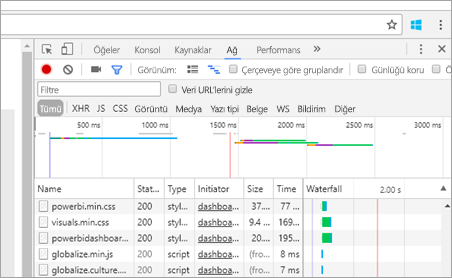 Öğeler Konsol Kaynaklar Ağ Performans »
Görünüm: Çerçeveye göre gruplandır Günlüğü koru
Filtre Veri URL'lerini gizle
Tümü XHR JS CSS Görüntü Medya Yazı tipi Belge WS Bildirim Diğer
500 ms 1000 ms 1500 ms 2000 ms 2500 ms 3000 ms
Name Stat... Type Initiator Size Time Waterfall 2.00 s
powerbi.min.css 200 styl... dashboa... 37.... 77 ...
visuals.min.css 200 styl... dashboa... 9.4 ... 169...
powerbidashboar... 200 styl... dashboa... 20.... 195...
globalize.min.js 200 script dashboa... (fro... 8 ms
globalize.culture.... 200 script dashboa... (fro... 7 ms